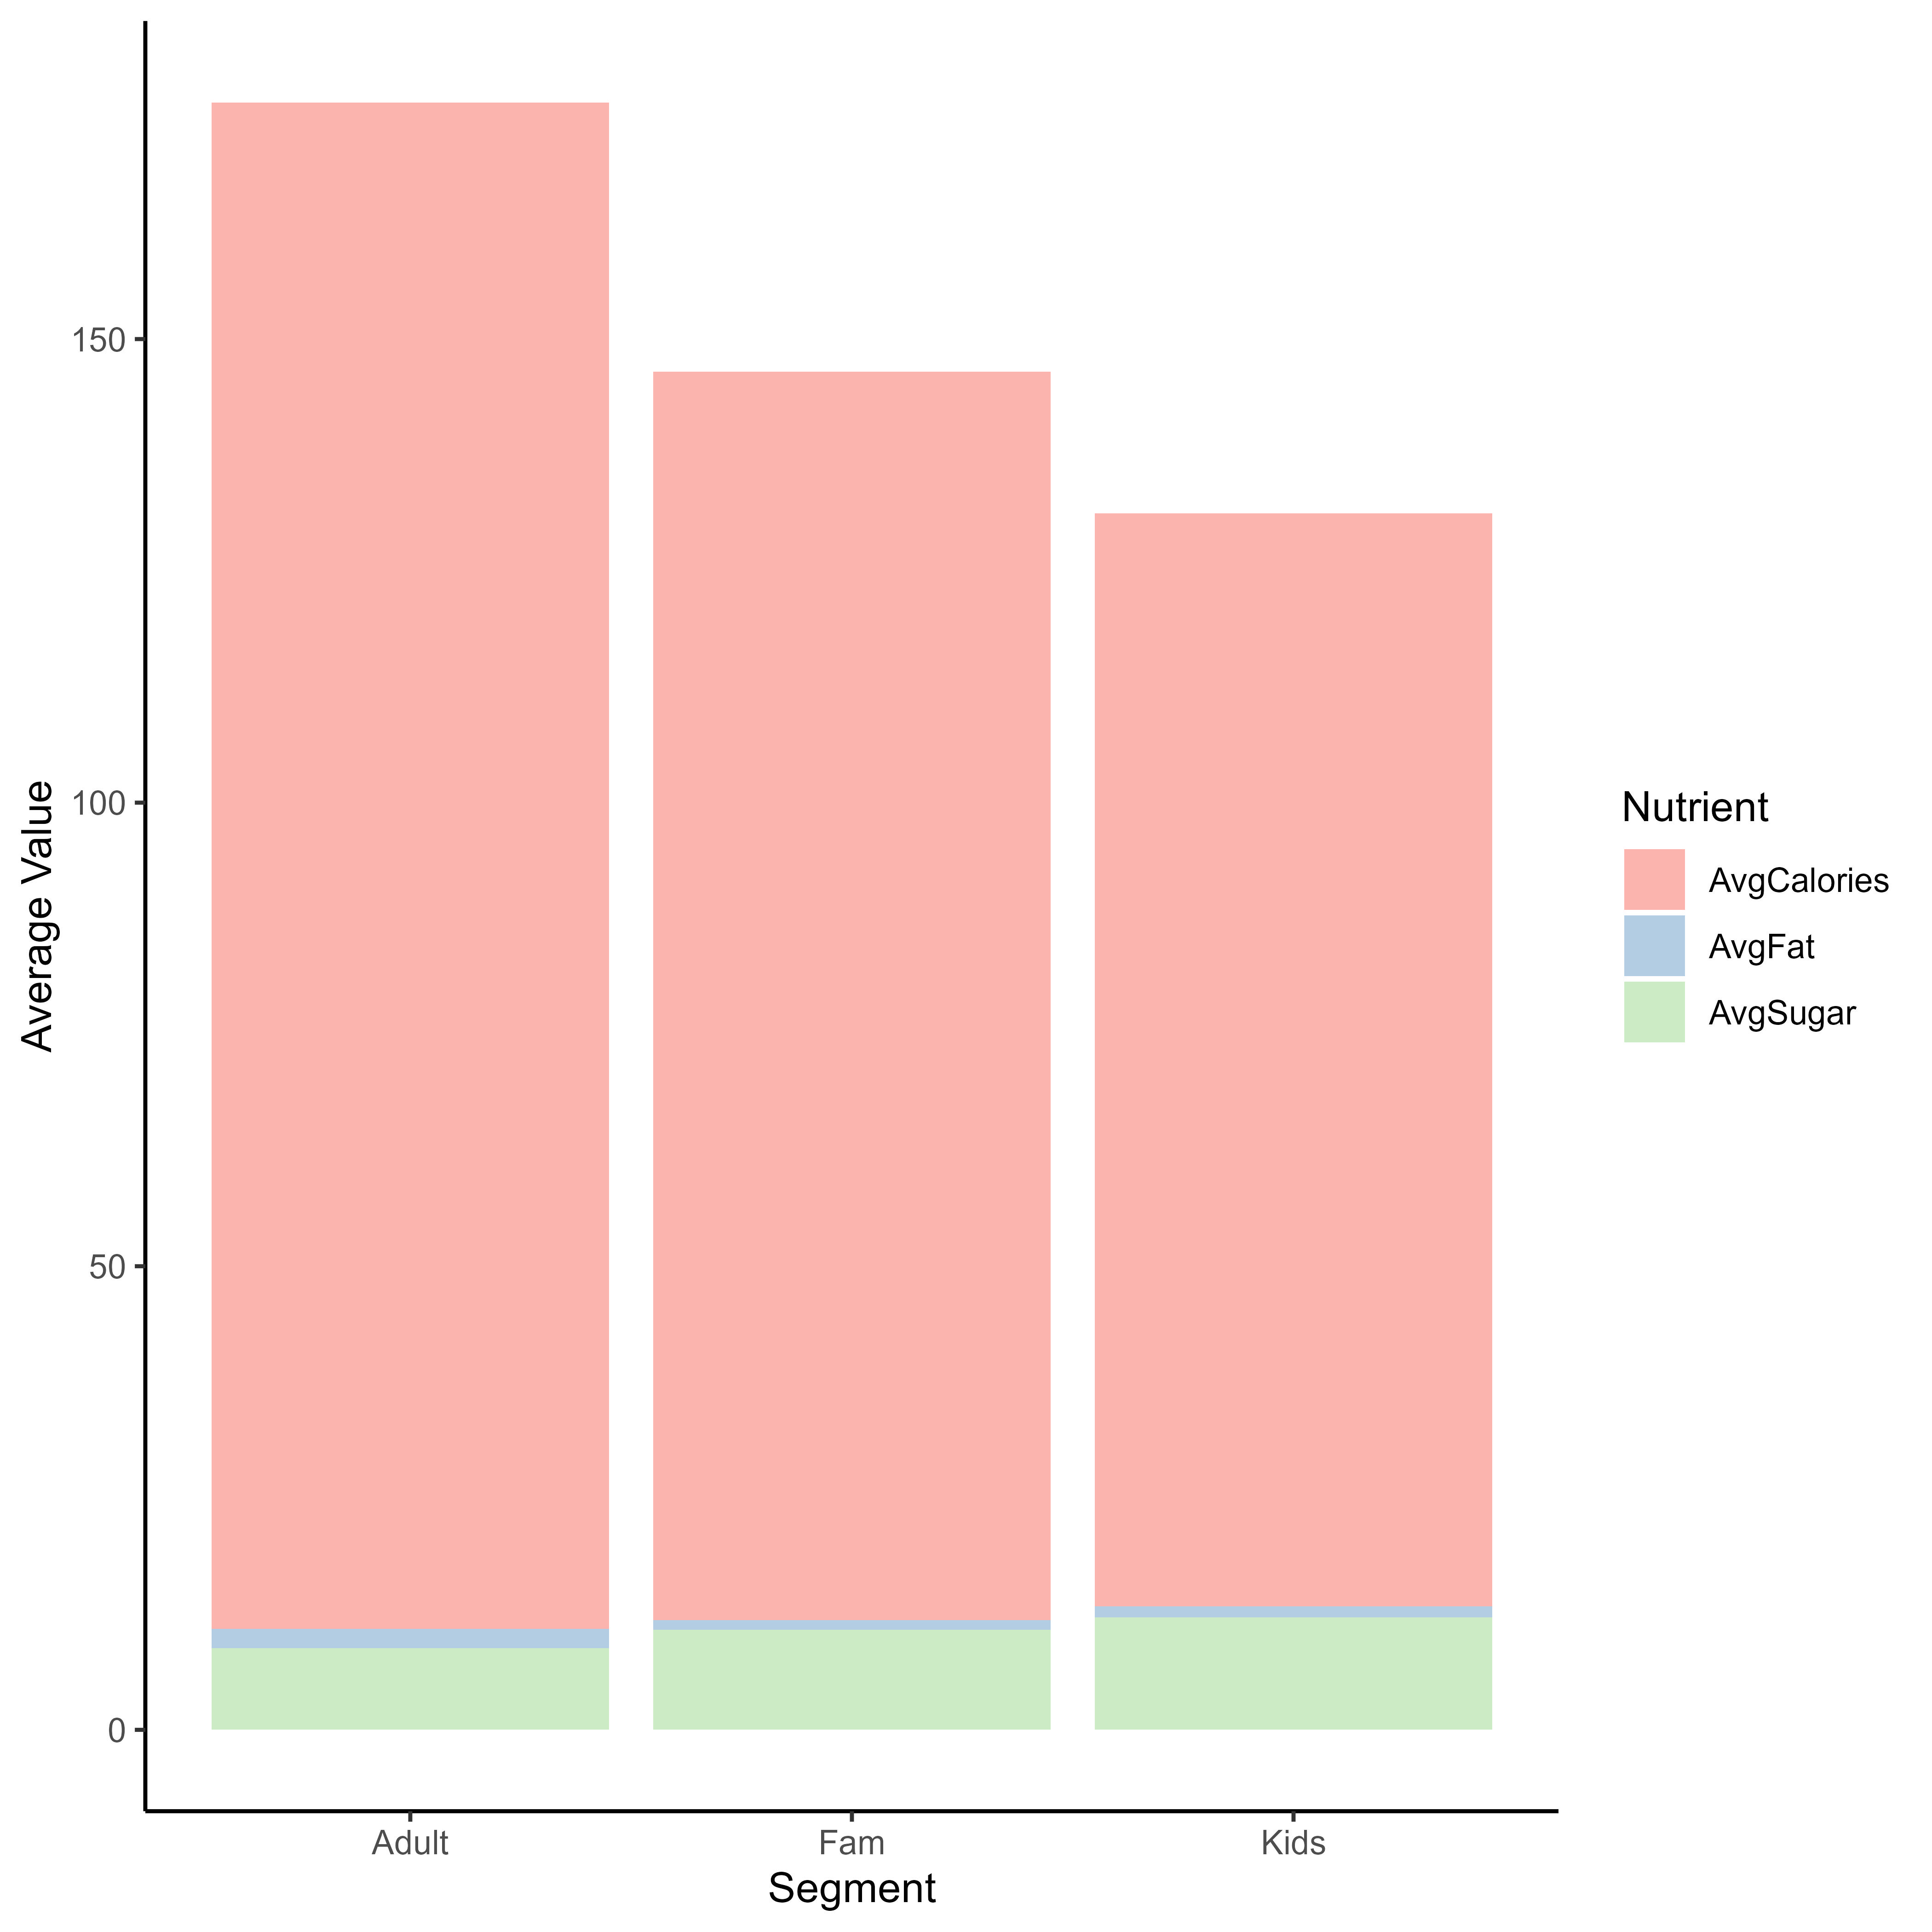 Average Value
150
100
50
0
Adult
Fam
Kids
Segment
Nutrient
AvgCalories
AvgFat
AvgSugar